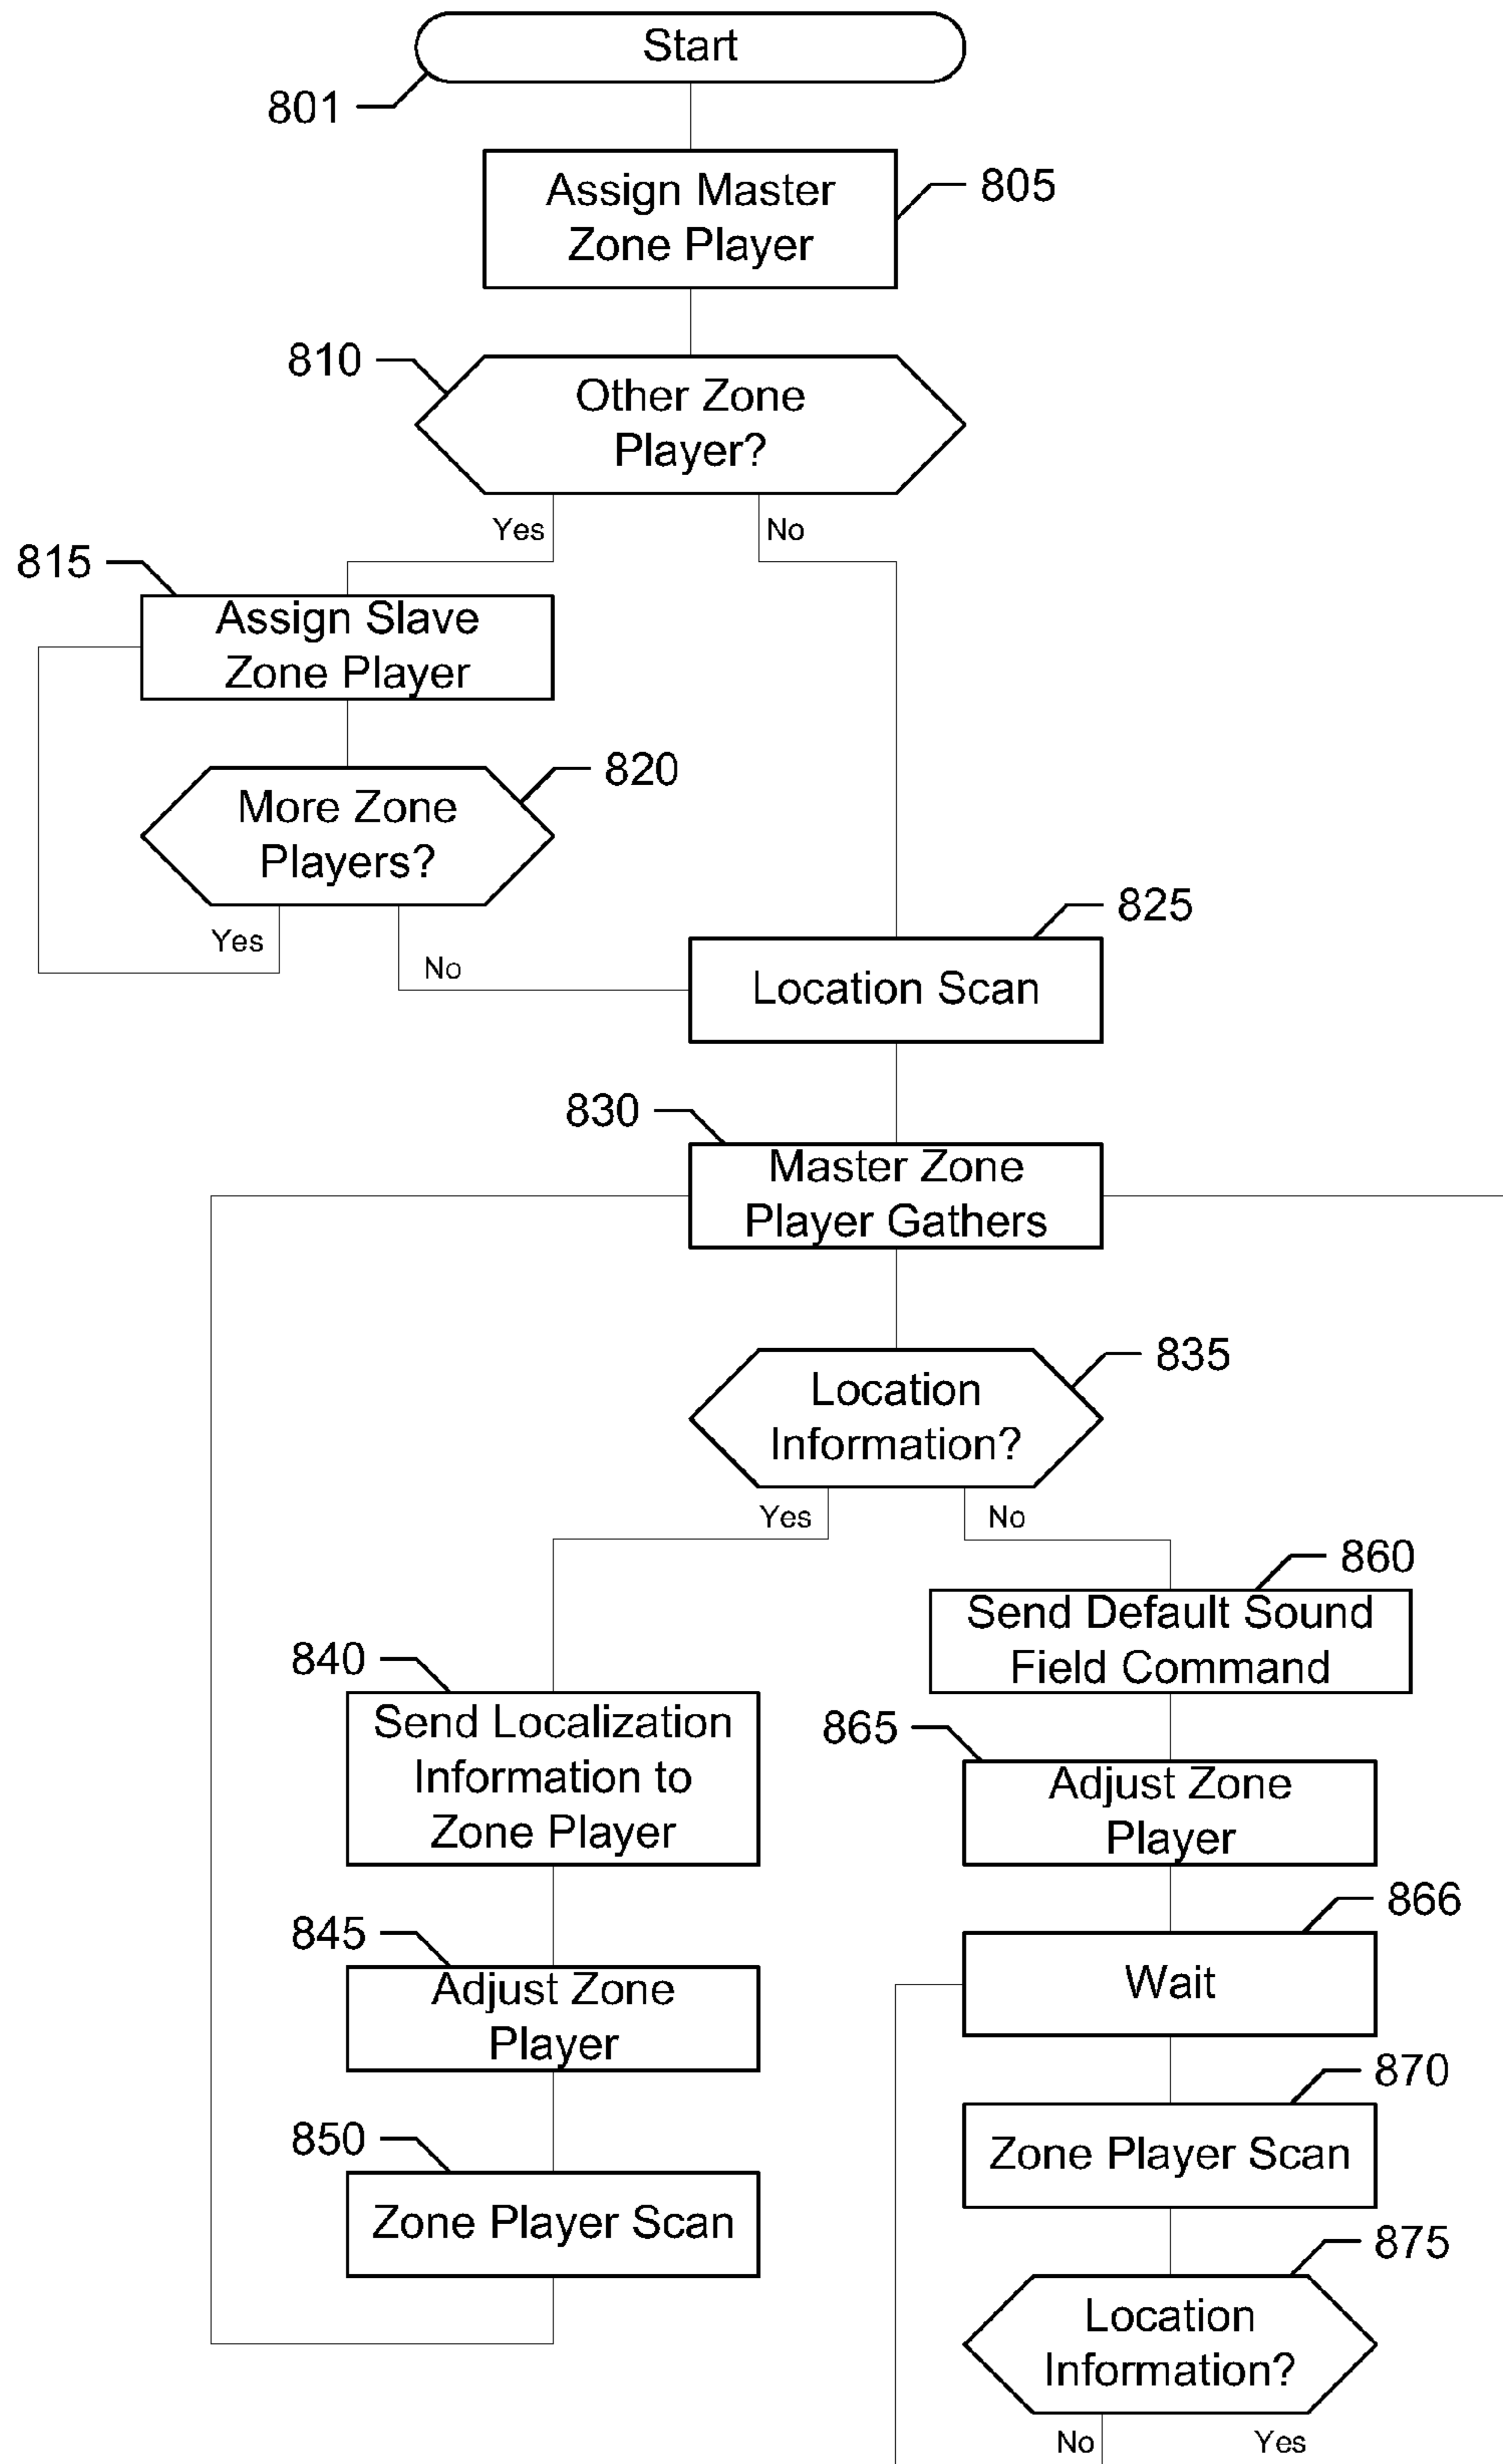 Start
801
Assign Master
Zone Player
805
810
Other Zone
Player?
Yes
No
815
Assign Slave
Zone Player
820
More Zone
Players?
Yes
No
825
Location Scan
830
Master Zone
Player Gathers
835
Location
Information?
Yes
No
860
Send Default Sound
Field Command
840
Send Localization
Information to
Zone Player
865
Adjust Zone
Player
866
Wait
845
Adjust Zone
Player
870
Zone Player Scan
850
Zone Player Scan
875
Location
Information?
No
Yes